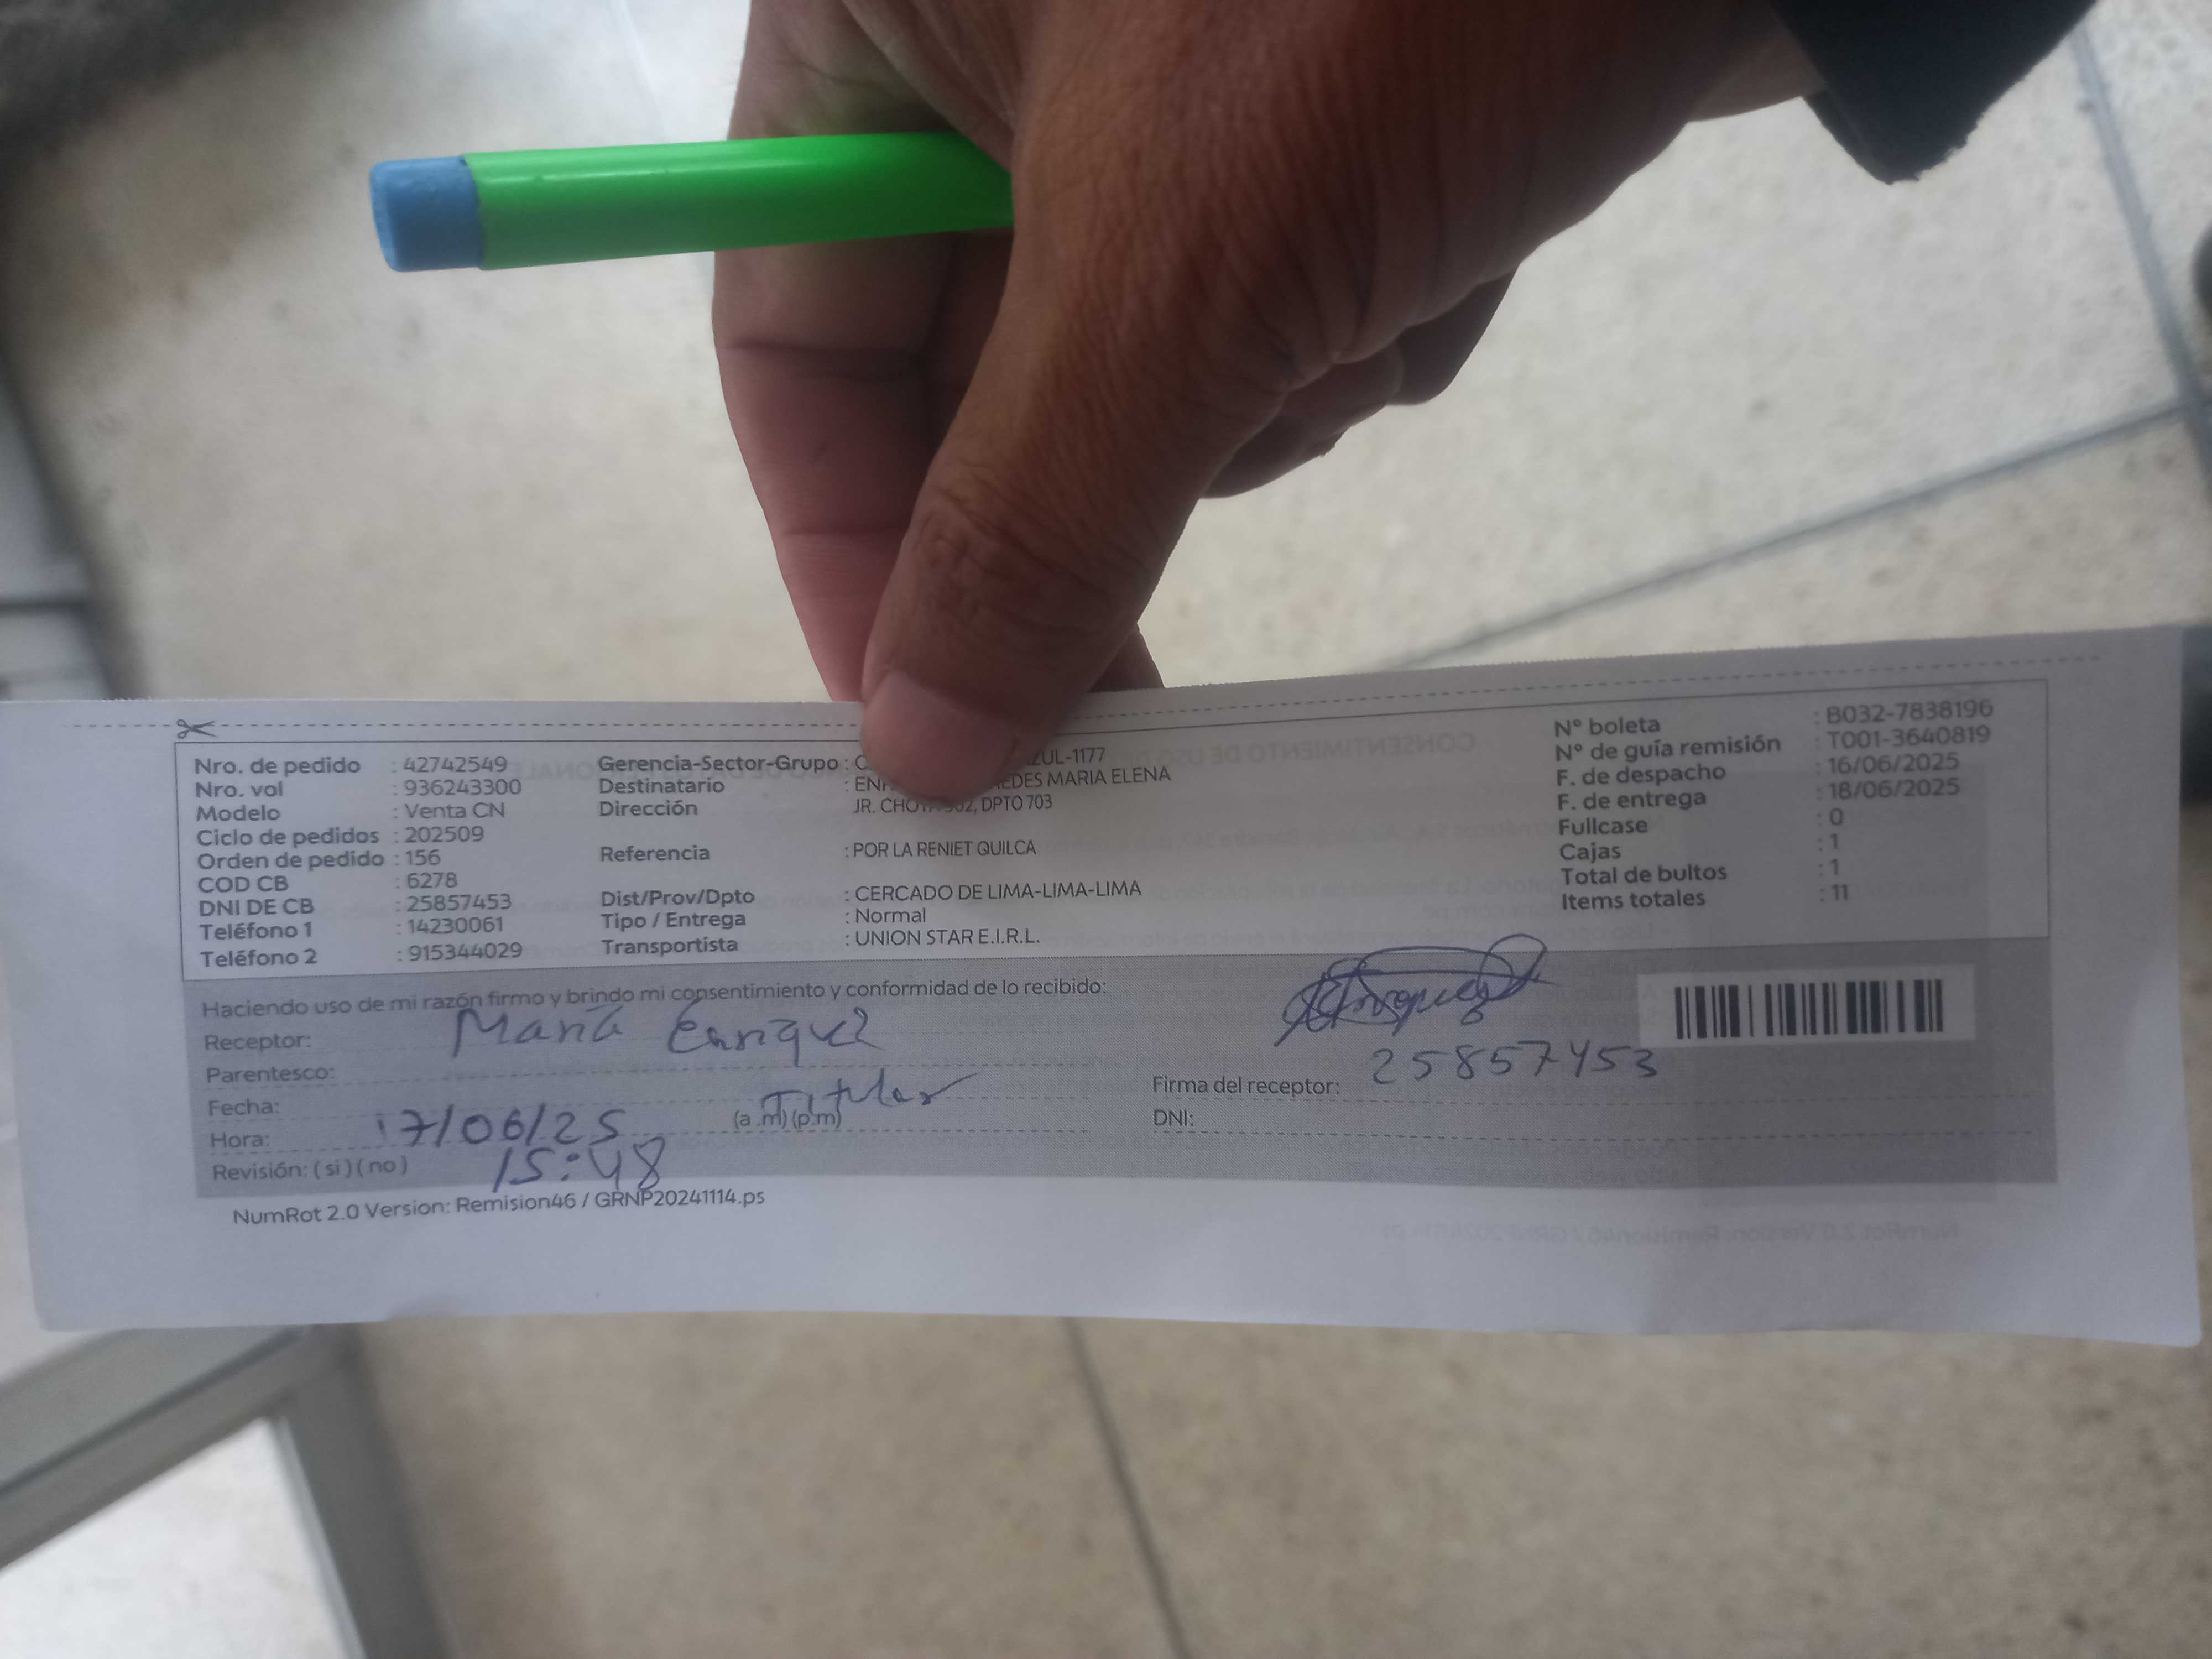 Nro. de pedido : 42742549 Gerencia-Sector-Grupo : N° boleta : B032-7838196
Nro. vol : 936243300 Destinatario : MARIA ELENA N° de guía remisión : T001-3640819
Modelo : Venta CN Dirección JR. DPTO 703 F. de despacho : 16/06/2025
Ciclo de pedidos : 202509 F. de entrega : 18/06/2025
Orden de pedido : 156 Referencia : POR LA RENIET QUILCA Fullcase : 0
COD CB : 6278 Cajas : 1
DNI DE CB : 25857453 Dist/Prov/Dpto : CERCADO DE LIMA-LIMA-LIMA Total de bultos : 1
Teléfono 1 : 14230061 Tipo / Entrega : Normal Items totales : 11
Teléfono 2 : 915344029 Transportista : UNION STAR E.I.R.L.
Haciendo uso de mi razón firmo y brindo mi consentimiento y conformidad de lo recibido:
Receptor: María Enriquez
Parentesco: Titular
Firma del receptor: 25857453
Fecha: 17/06/25 (a .m) (p.m)
DNI:
Hora: 15:48
Revisión: ( si ) ( no )
NumRot 2.0 Version: Remision46 / GRNP20241114.ps